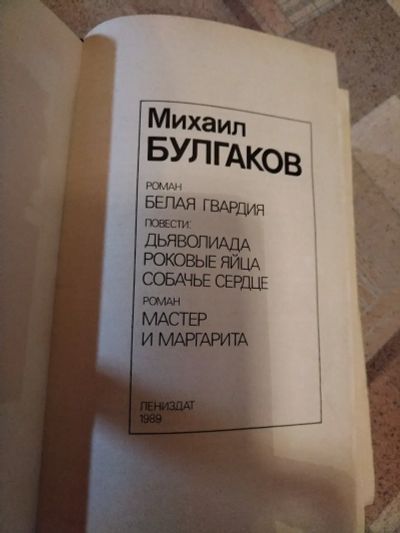 Михаил
БУЛГАКОВ
РОМАН
БЕЛАЯ ГВАРДИЯ
ПОВЕСТИ:
ДЬЯВОЛИАДА
РОКОВЫЕ ЯЙЦА
СОБАЧЬЕ СЕРДЦЕ
РОМАН
МАСТЕР
И МАРГАРИТА
ЛЕНИЗДАТ
1989